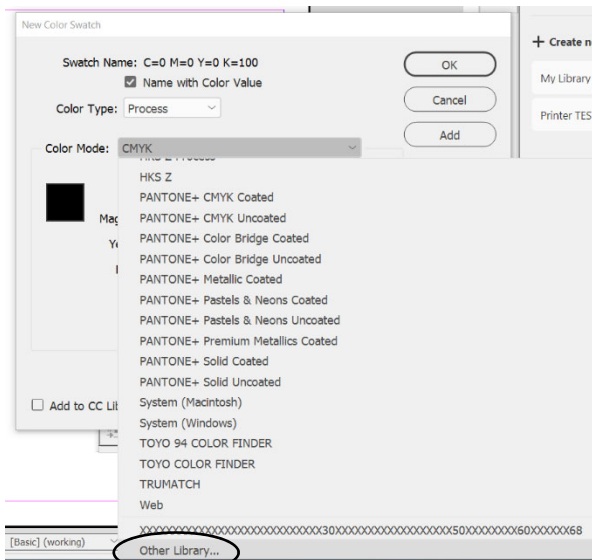 New Color Swatch
Swatch Name: C=0 M=0 Y=0 K=100
Name with Color Value
Color Type: Process
Color Mode: CMYK
OK
Cancel
Add
+ Create n
My Library
Printer TES
HKS Z Process
HKS Z
PANTONE+ CMYK Coated
PANTONE+ CMYK Uncoated
PANTONE+ Color Bridge Coated
PANTONE+ Color Bridge Uncoated
PANTONE+ Metallic Coated
PANTONE+ Pastels & Neons Coated
PANTONE+ Pastels & Neons Uncoated
PANTONE+ Premium Metallics Coated
PANTONE+ Solid Coated
PANTONE+ Solid Uncoated
System (Macintosh)
System (Windows)
TOYO 94 COLOR FINDER
TOYO COLOR FINDER
TRUMATCH
Web
Other Library...
Mag
Ye
Add to CC Lib
[Basic] (working)